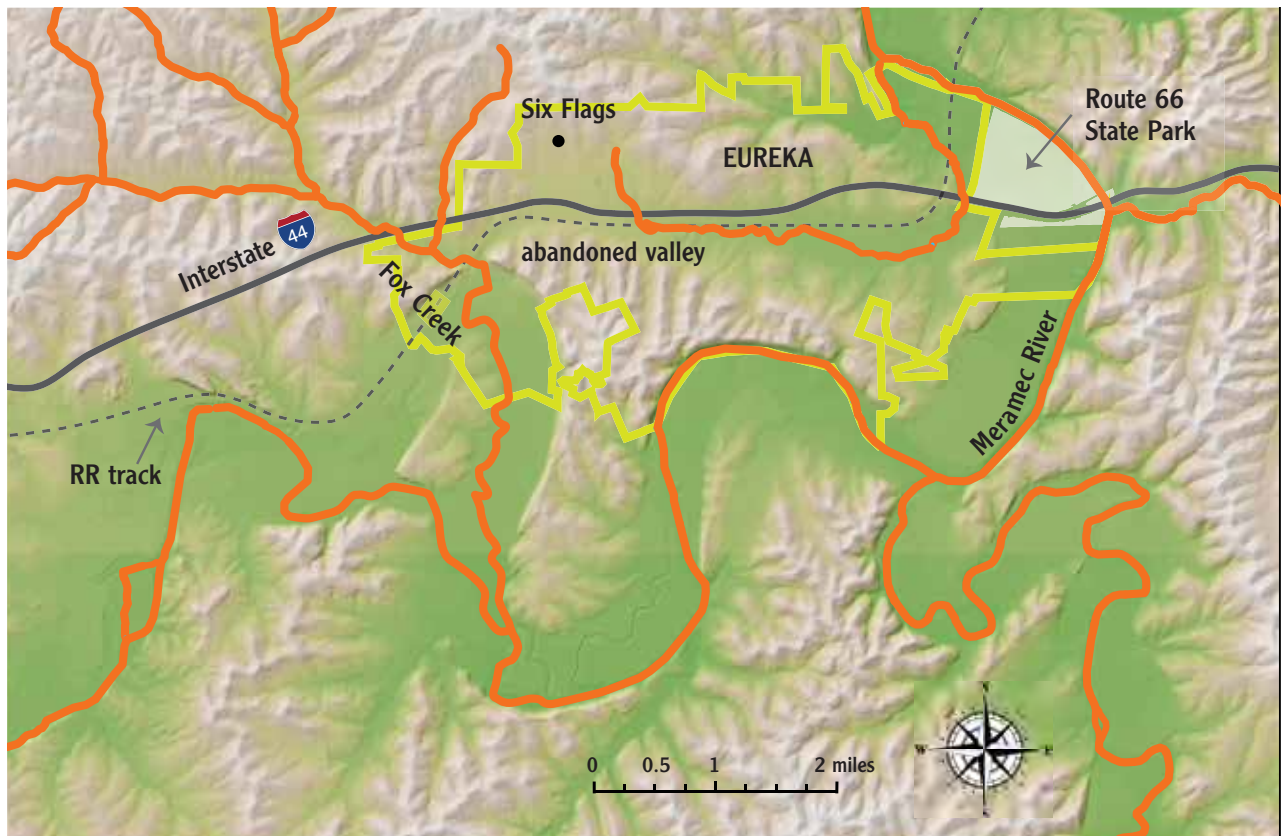 Six Flags
Route 66
State Park
EUREKA
Interstate
44
abandoned valley
Fox Creek
Meramec River
RR track
0 0.5 1 2 miles
N
W E
S